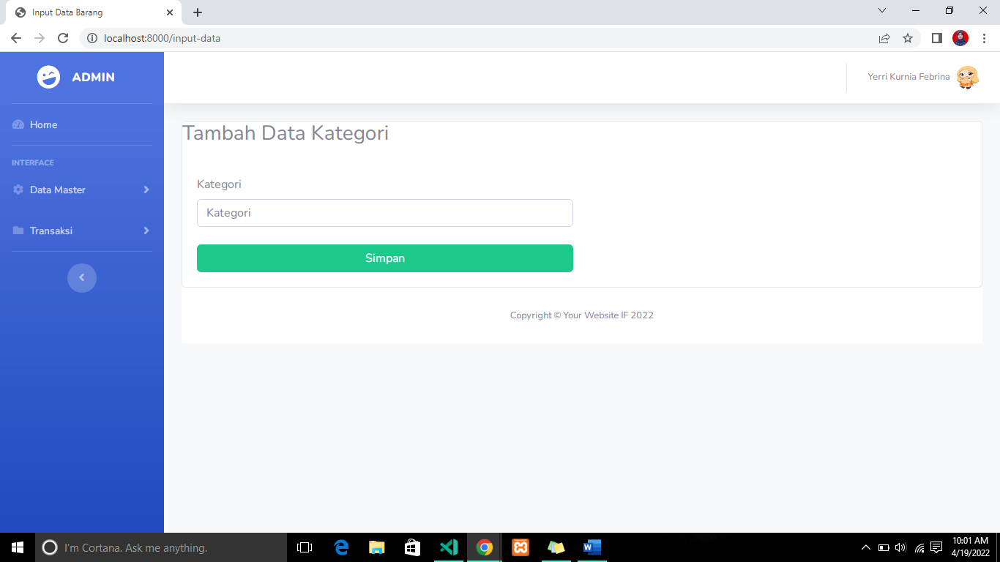 Input Data Barang
localhost:8000/input-data
ADMIN
Yerri Kurnia Febrina
Home
INTERFACE
Data Master
Transaksi
Tambah Data Kategori
Kategori
Kategori
Simpan
Copyright © Your Website IF 2022
I'm Cortana. Ask me anything.
10:01 AM
4/19/2022